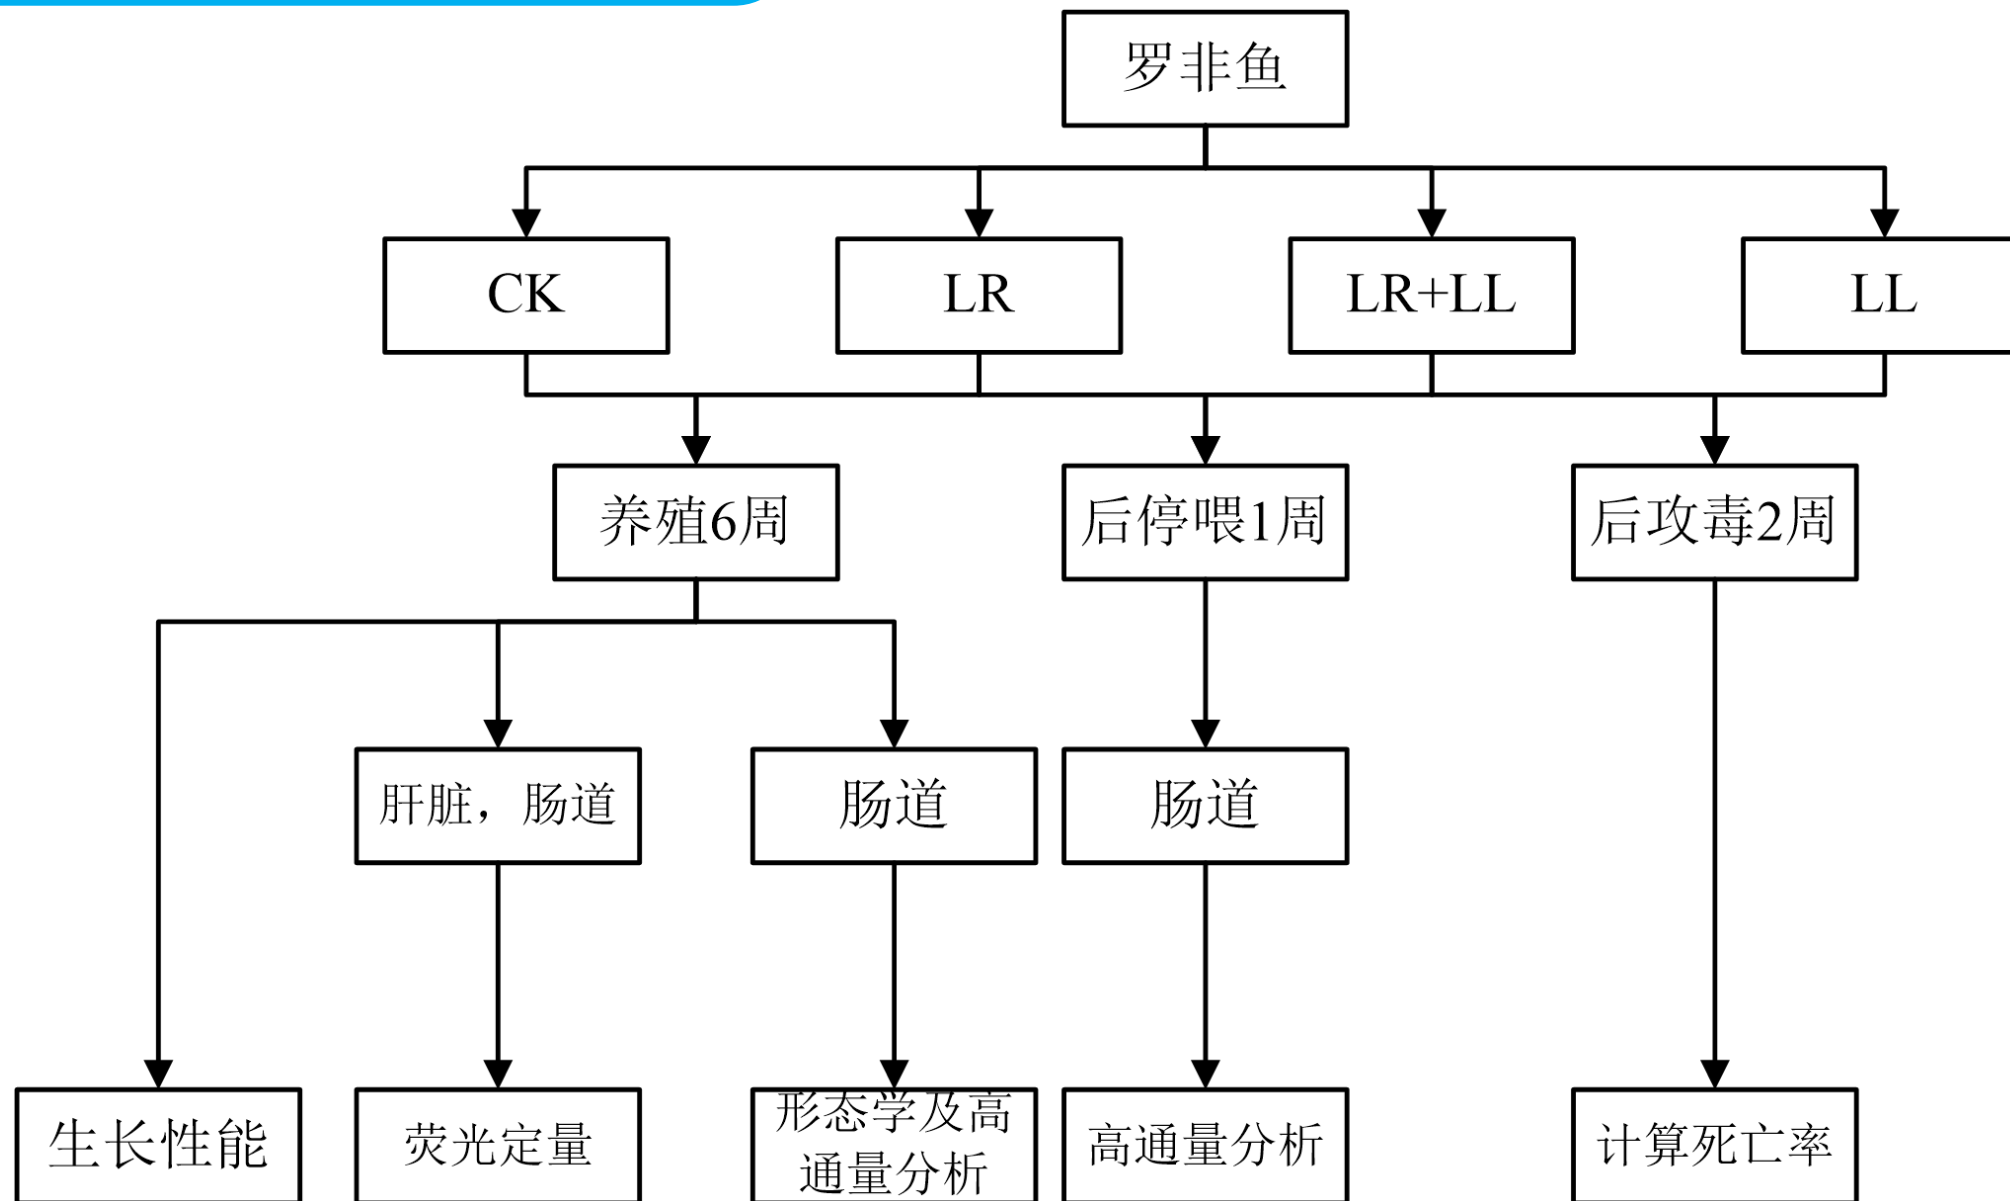 罗非鱼
CK
LR
LR+LL
LL
养殖6周
后停喂1周
后攻毒2周
肝脏，肠道
肠道
肠道
生长性能
荧光定量
形态学及高
通量分析
高通量分析
计算死亡率